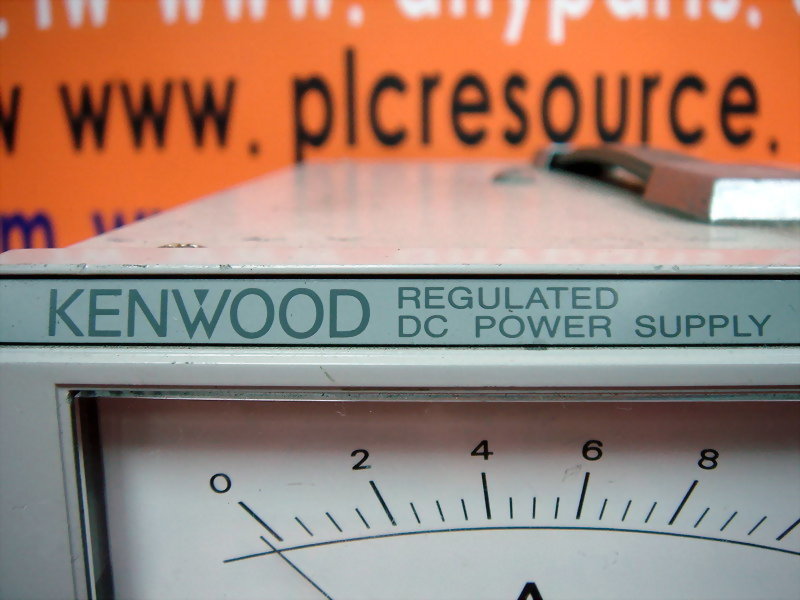 www.plcresource.
KENWOOD REGULATED
DC POWER SUPPLY
0 2 4 6 8
A